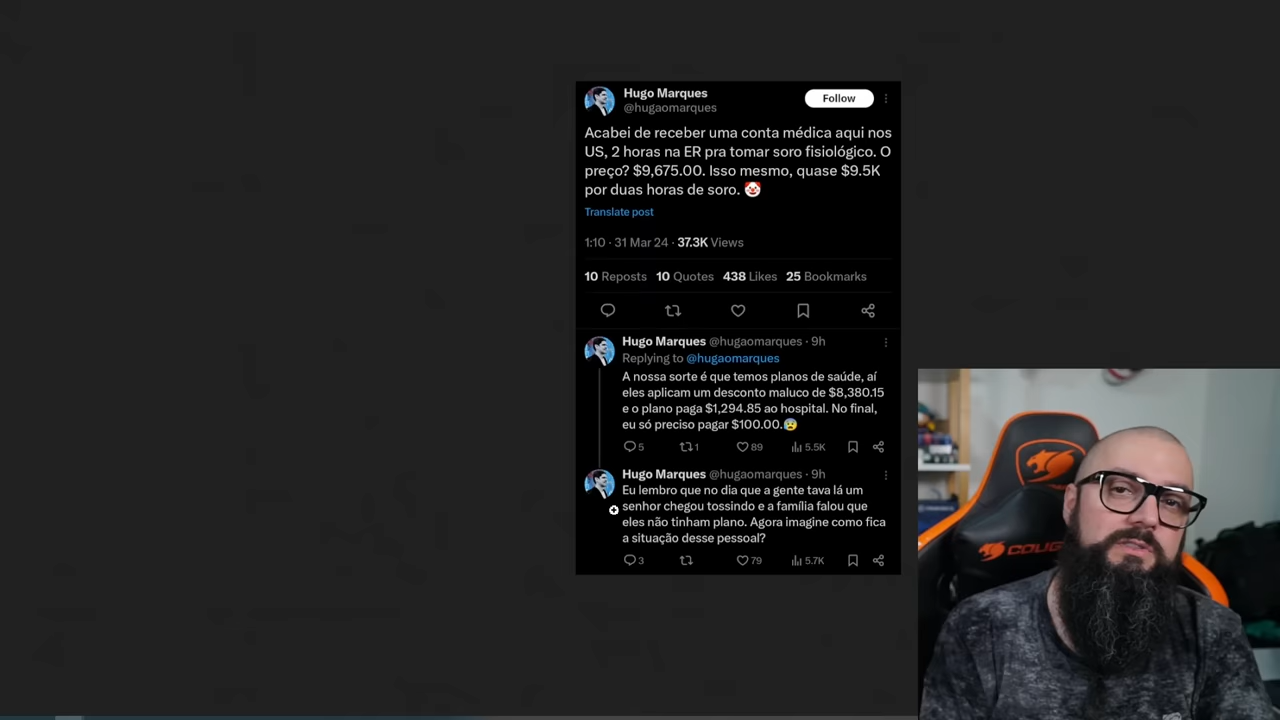 Hugo Marques
@hugaomarques
Follow
Acabei de receber uma conta médica aqui nos
US, 2 horas na ER pra tomar soro fisiológico. O
preço? $9,675.00. Isso mesmo, quase $9.5K
por duas horas de soro. 🤡
Translate post
1:10 · 31 Mar 24 · 37.3K Views
10 Reposts 10 Quotes 438 Likes 25 Bookmarks
Hugo Marques @hugaomarques · 9h
Replying to @hugaomarques
A nossa sorte é que temos planos de saúde, aí
eles aplicam um desconto maluco de $8,380.15
e o plano paga $1,294.85 ao hospital. No final,
eu só preciso pagar $100.00.😰
5 1 89 5.5K
Hugo Marques @hugaomarques · 9h
Eu lembro que no dia que a gente tava lá um
senhor chegou tossindo e a família falou que
eles não tinham plano. Agora imagine como fica
a situação desse pessoal?
3 79 5.7K
COUG